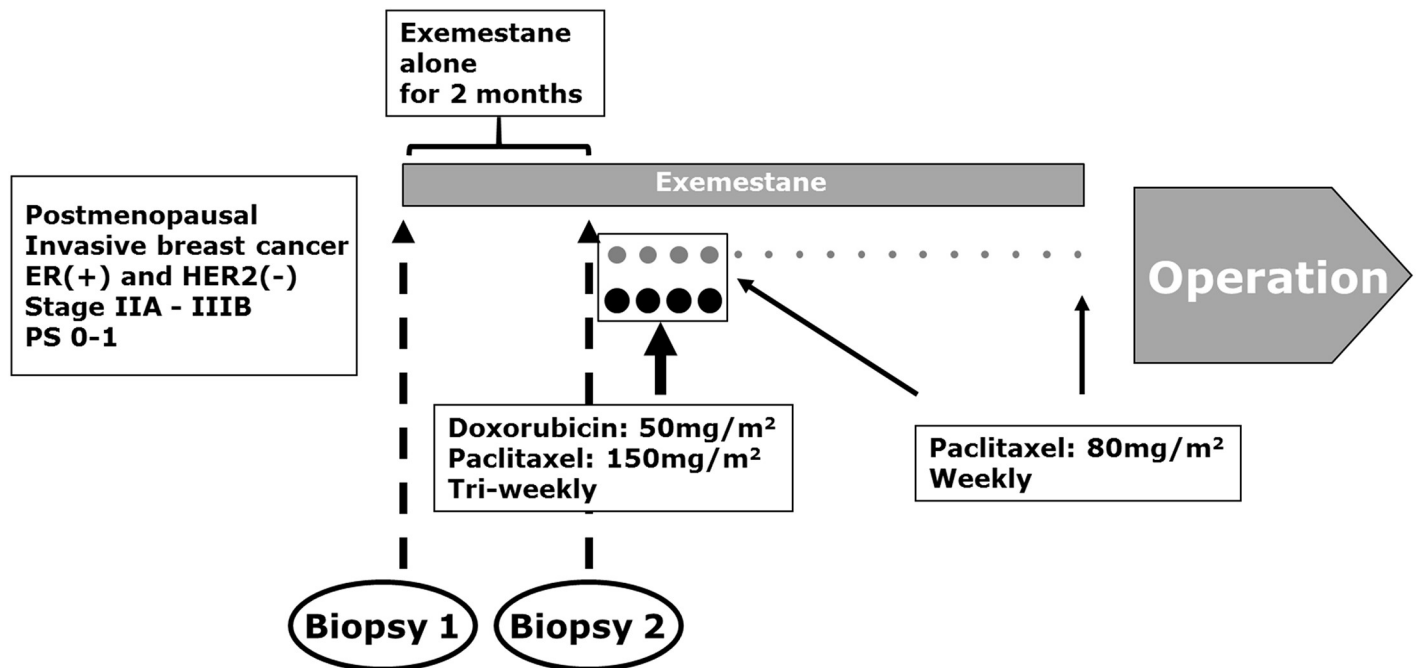 Exemestane
alone
for 2 months
Exemestane
Postmenopausal
Invasive breast cancer
ER(+) and HER2(-)
Stage IIA - IIIB
PS 0-1
Operation
Doxorubicin: 50mg/m²
Paclitaxel: 150mg/m²
Tri-weekly
Paclitaxel: 80mg/m²
Weekly
Biopsy 1
Biopsy 2